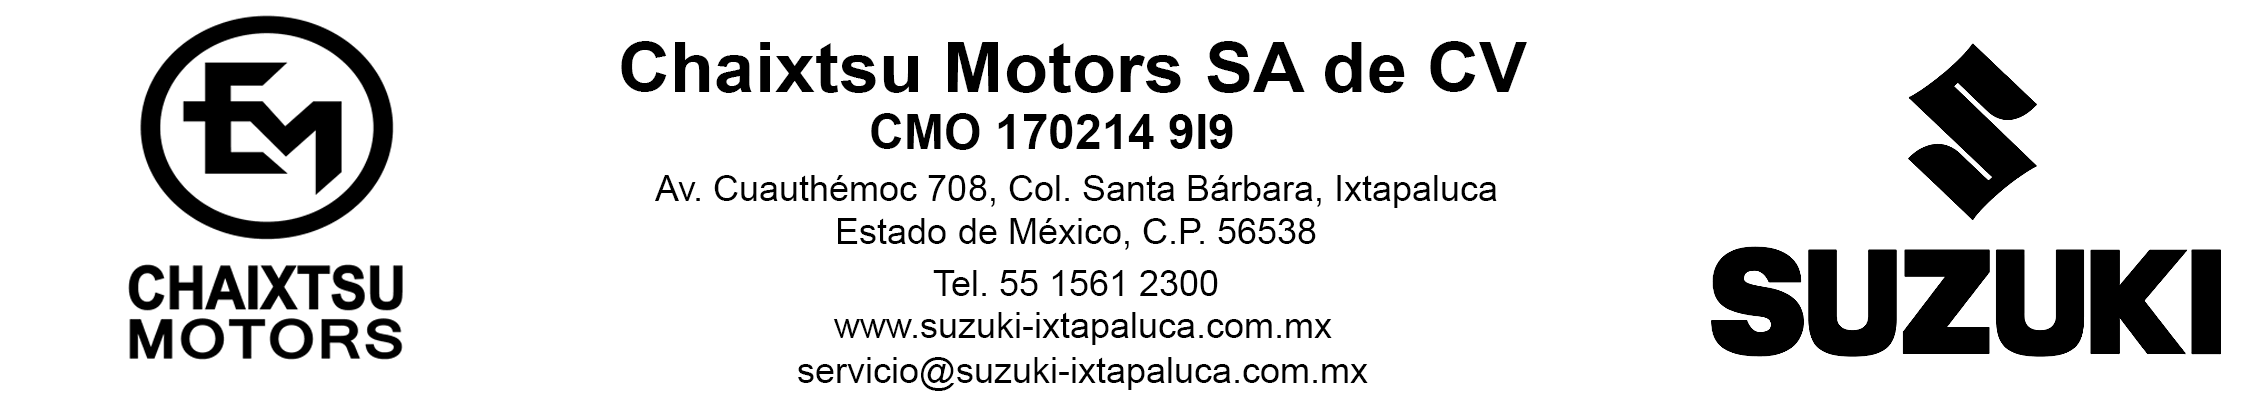 EM
CHAIXTSU
MOTORS
Chaixtsu Motors SA de CV
CMO 170214 9I9
Av. Cuauthémoc 708, Col. Santa Bárbara, Ixtapaluca
Estado de México, C.P. 56538
Tel. 55 1561 2300
www.suzuki-ixtapaluca.com.mx
servicio@suzuki-ixtapaluca.com.mx
S
SUZUKI